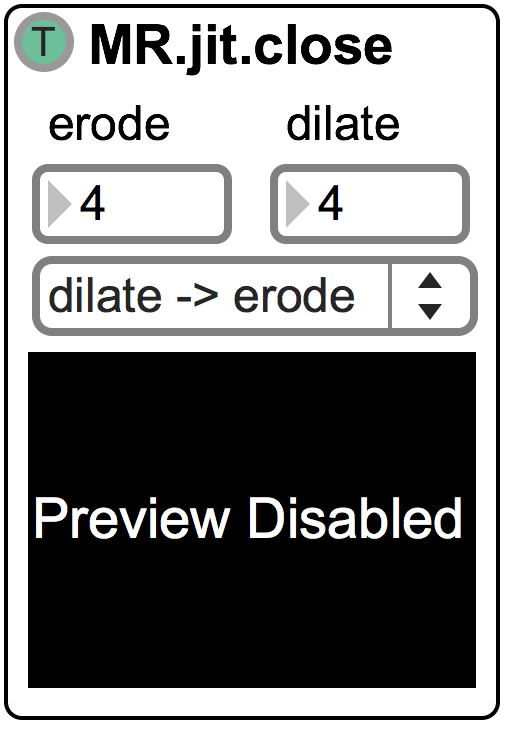 T MR.jit.close
erode dilate
4 4
dilate -> erode
Preview Disabled